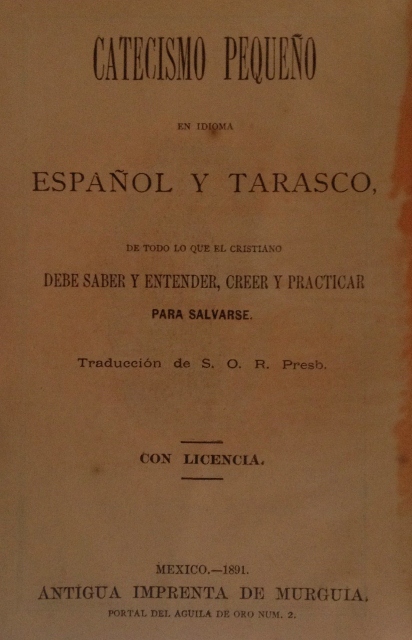 CATECISMO PEQUEÑO
EN IDIOMA
ESPAÑOL Y TARASCO,
DE TODO LO QUE EL CRISTIANO
DEBE SABER Y ENTENDER, CREER Y PRACTICAR
PARA SALVARSE.
Traducción de S. O. R. Presb.
CON LICENCIA.
MEXICO.—1891.
ANTIGUA IMPRENTA DE MURGUIA.
PORTAL DEL AGUILA DE ORO NUM. 2.